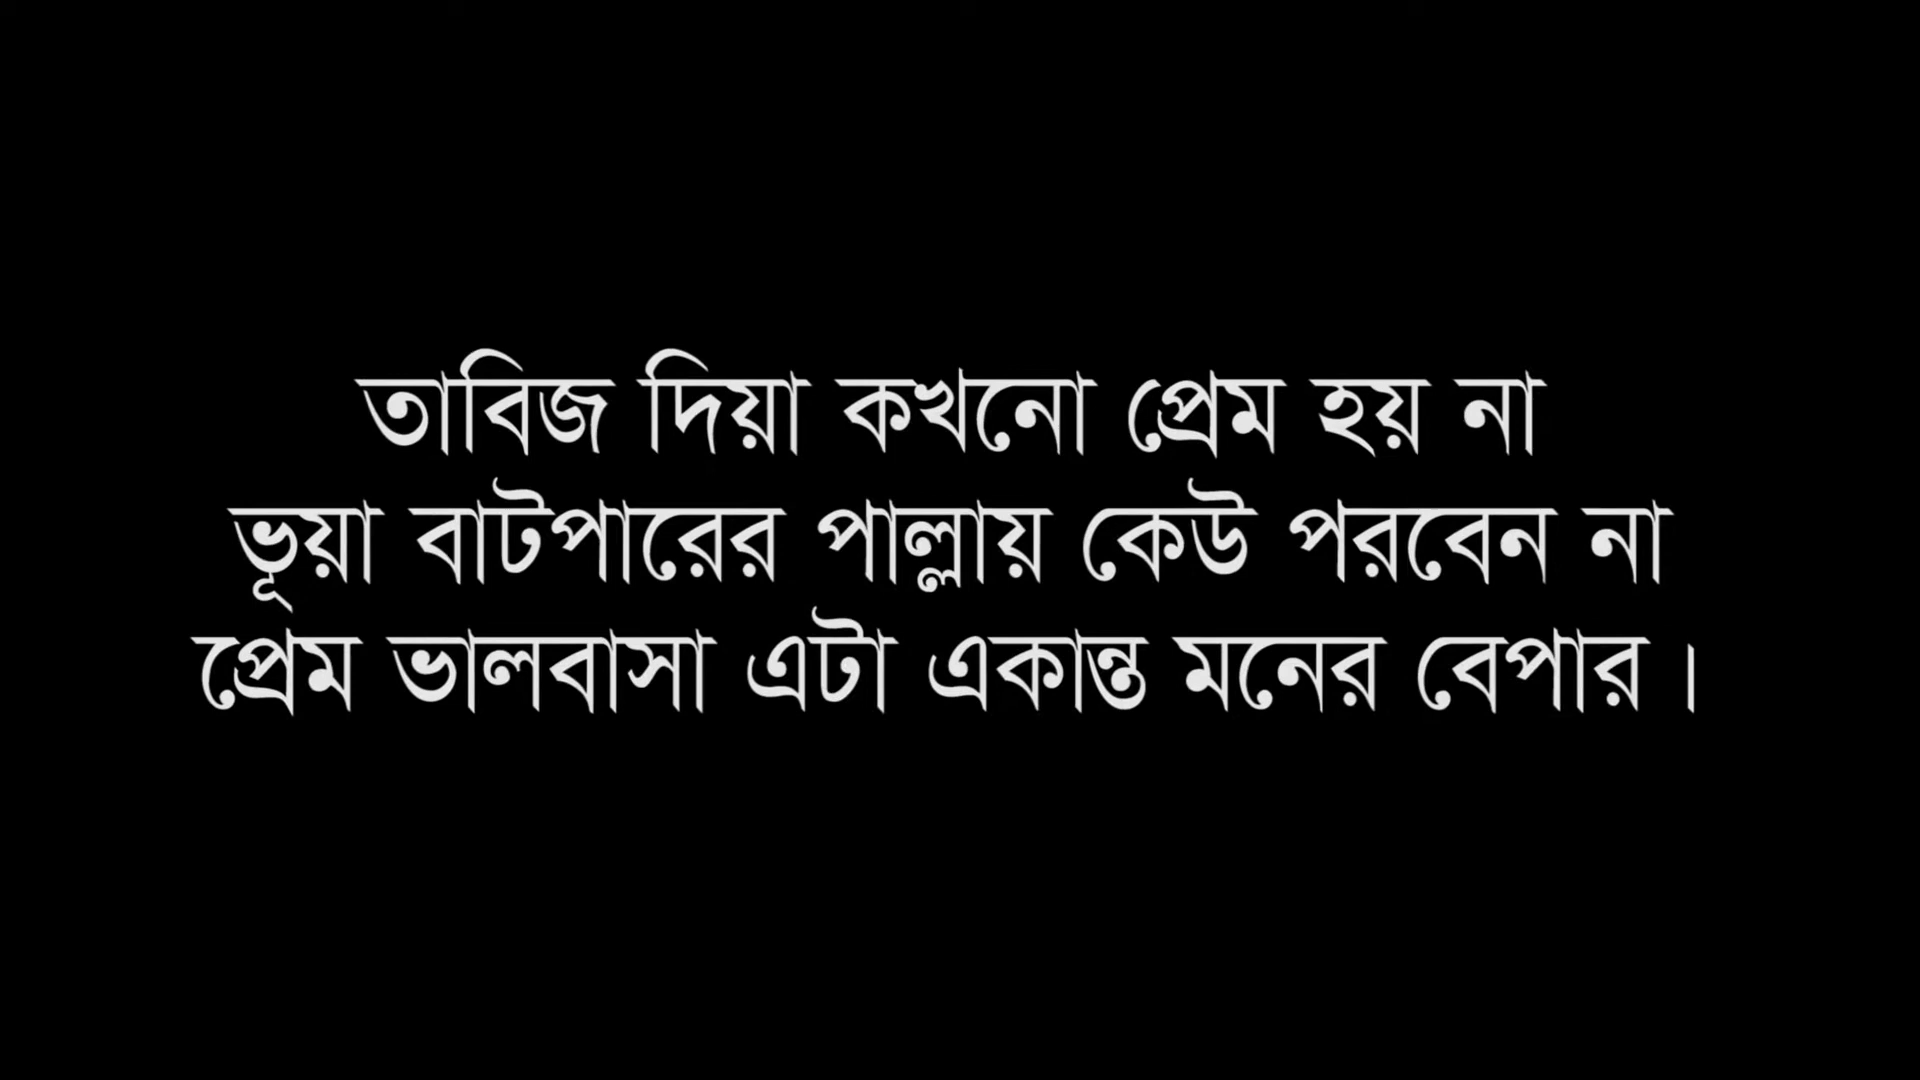 তাবিজ দিয়া কখনো প্রেম হয় না
ভূয়া বাটপারের পাল্লায় কেউ পরবেন না
প্রেম ভালবাসা এটা একান্ত মনের বেপার ।